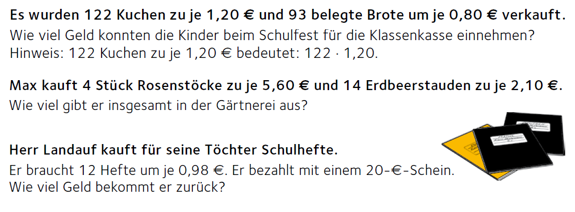 Es wurden 122 Kuchen zu je 1,20 € und 93 belegte Brote um je 0,80 € verkauft.
Wie viel Geld konnten die Kinder beim Schulfest für die Klassenkasse einnehmen?
Hinweis: 122 Kuchen zu je 1,20 € bedeutet: 122 · 1,20.
Max kauft 4 Stück Rosenstöcke zu je 5,60 € und 14 Erdbeerstauden zu je 2,10 €.
Wie viel gibt er insgesamt in der Gärtnerei aus?
Herr Landauf kauft für seine Töchter Schulhefte.
Er braucht 12 Hefte um je 0,98 €. Er bezahlt mit einem 20-€-Schein.
Wie viel Geld bekommt er zurück?